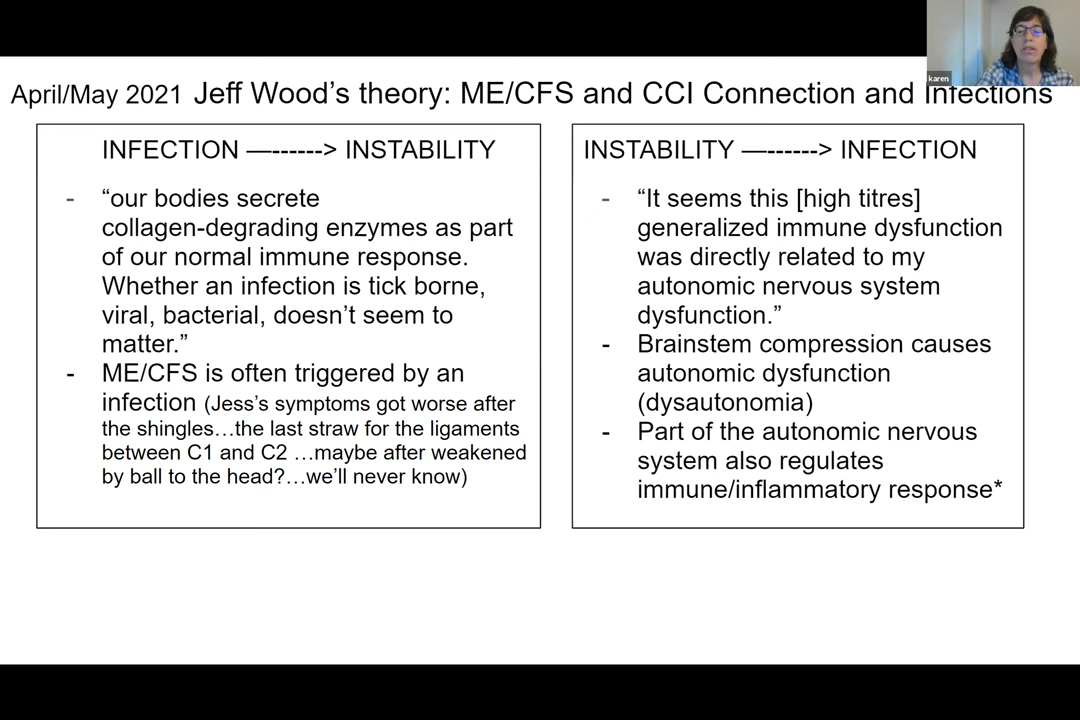 karen
April/May 2021 Jeff Wood's theory: ME/CFS and CCI Connection and Infections
INFECTION —------> INSTABILITY
- “our bodies secrete
collagen-degrading enzymes as part
of our normal immune response.
Whether an infection is tick borne,
viral, bacterial, doesn’t seem to
matter.”
- ME/CFS is often triggered by an
infection (Jess’s symptoms got worse after
the shingles…the last straw for the ligaments
between C1 and C2 …maybe after weakened
by ball to the head?…we’ll never know)
INSTABILITY —------> INFECTION
- “It seems this [high titres]
generalized immune dysfunction
was directly related to my
autonomic nervous system
dysfunction.”
- Brainstem compression causes
autonomic dysfunction
(dysautonomia)
- Part of the autonomic nervous
system also regulates
immune/inflammatory response*